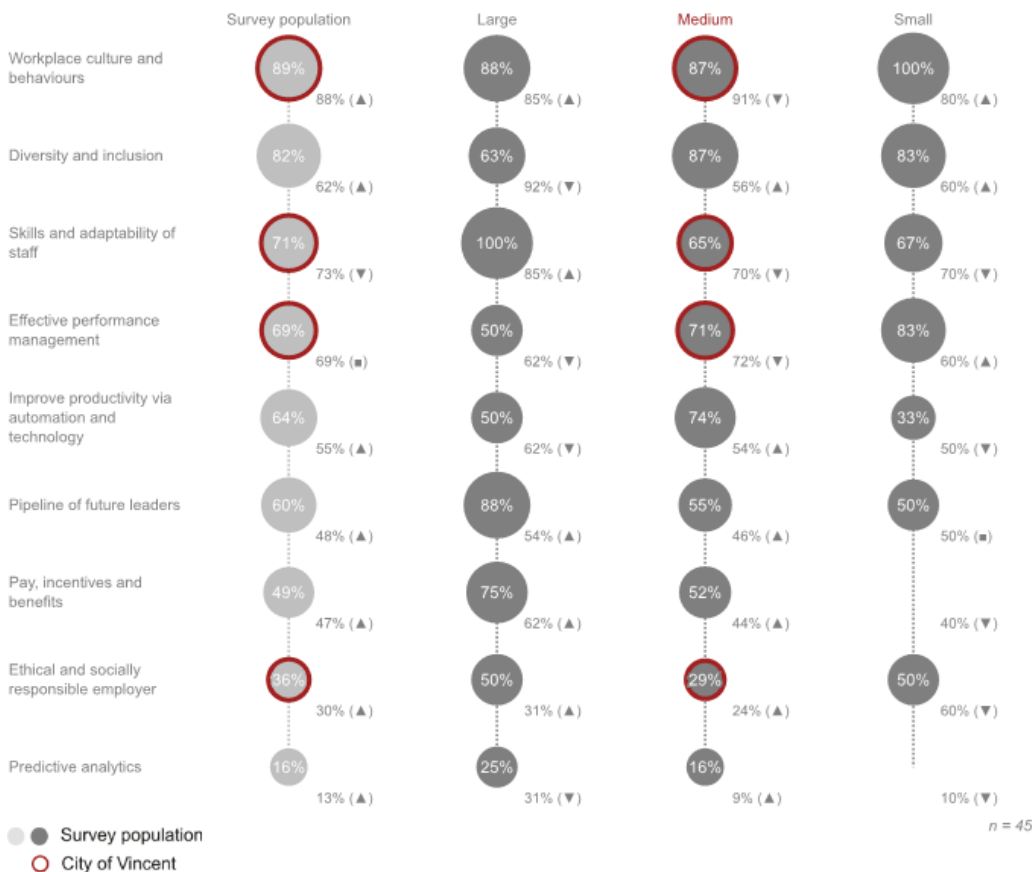 Survey population Large Medium Small
Workplace culture and
behaviours
89% 88% 87% 100%
88% (▲) 85% (▲) 91% (▼) 80% (▲)
Diversity and inclusion
82% 63% 87% 83%
62% (▲) 92% (▼) 56% (▲) 60% (▲)
Skills and adaptability of
staff
71% 100% 65% 67%
73% (▼) 85% (▲) 70% (▼) 70% (▼)
Effective performance
management
69% 50% 71% 83%
69% (■) 62% (▼) 72% (▼) 60% (▲)
Improve productivity via
automation and
technology
64% 50% 74% 33%
55% (▲) 62% (▼) 54% (▲) 50% (▼)
Pipeline of future leaders
60% 88% 55% 50%
48% (▲) 54% (▲) 46% (▲) 50% (■)
Pay, incentives and
benefits
49% 75% 52%
47% (▲) 62% (▲) 44% (▲) 40% (▼)
Ethical and socially
responsible employer
36% 50% 29% 50%
30% (▲) 31% (▲) 24% (▲) 60% (▼)
Predictive analytics
16% 25% 16%
13% (▲) 31% (▼) 9% (▲) 10% (▼)
n = 45
Survey population
City of Vincent